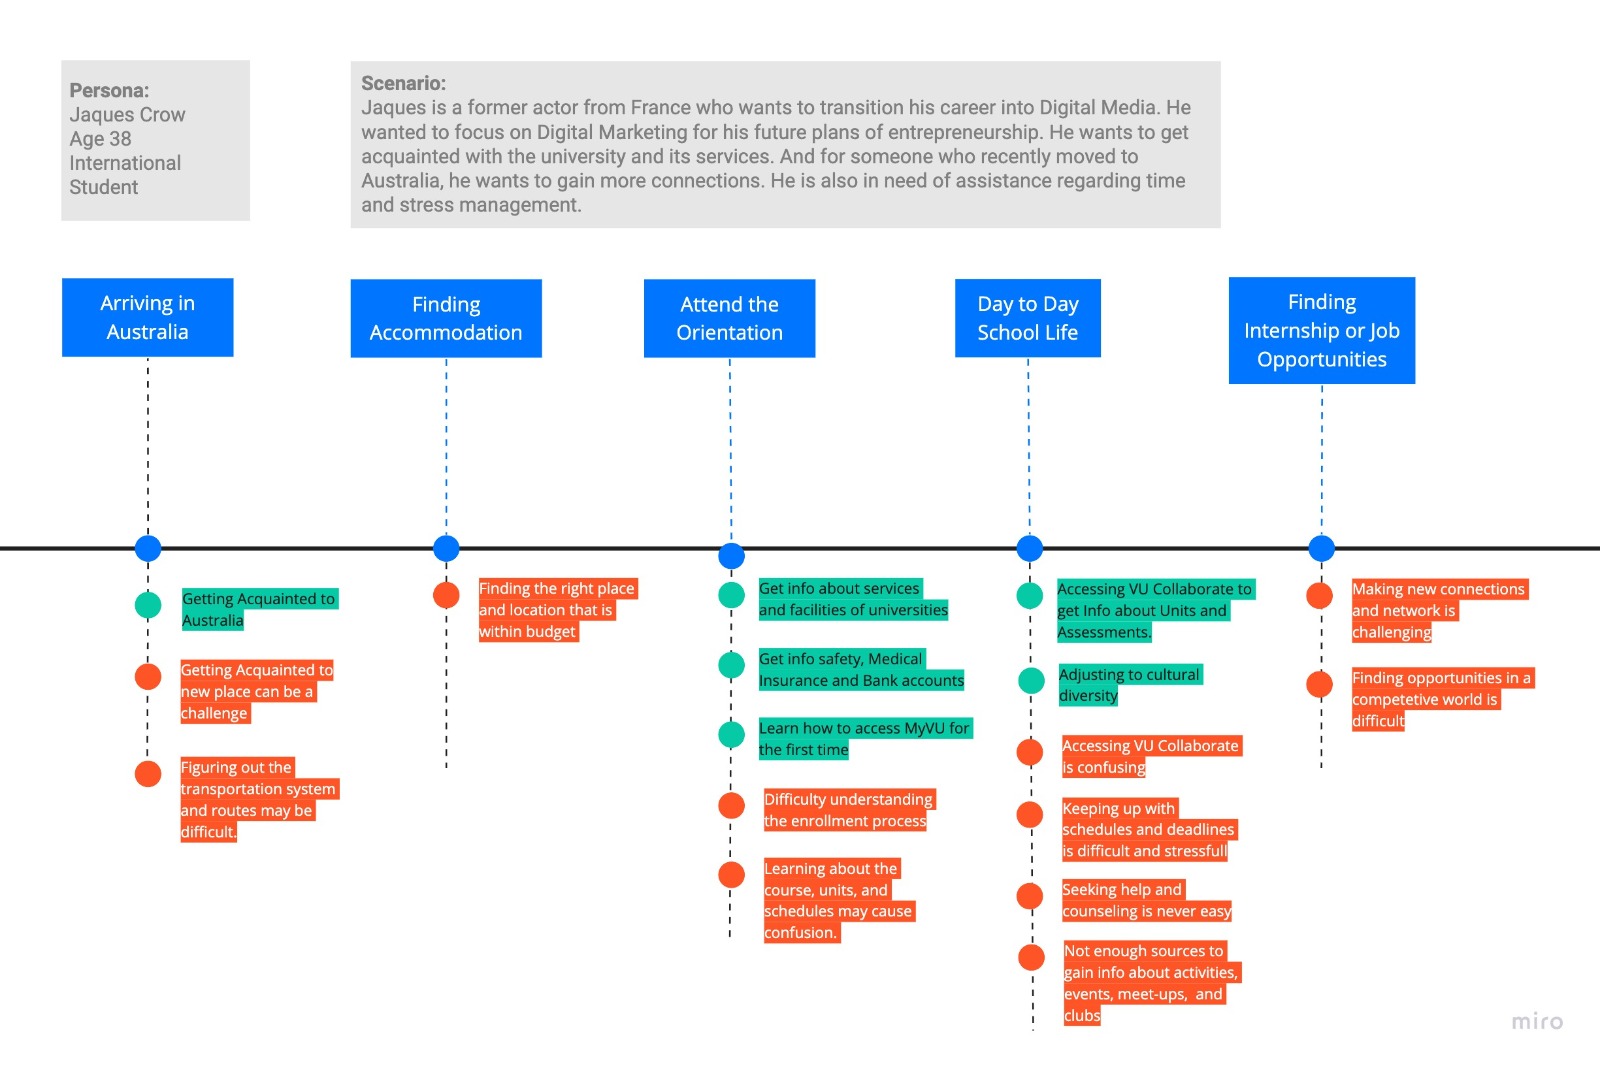 Persona:
Jaques Crow
Age 38
International
Student
Scenario:
Jaques is a former actor from France who wants to transition his career into Digital Media. He
wanted to focus on Digital Marketing for his future plans of entrepreneurship. He wants to get
acquainted with the university and its services. And for someone who recently moved to
Australia, he wants to gain more connections. He is also in need of assistance regarding time
and stress management.
Arriving in
Australia
Finding
Accommodation
Attend the
Orientation
Day to Day
School Life
Finding
Internship or Job
Opportunities
Getting Acquainted to
Australia
Getting Acquainted to
new place can be a
challenge
Figuring out the
transportation system
and routes may be
difficult.
Finding the right place
and location that is
within budget
Get info about services
and facilities of universities
Get info safety, Medical
Insurance and Bank accounts
Learn how to access MyVU for
the first time
Difficulty understanding
the enrollment process
Learning about the
course, units, and
schedules may cause
confusion.
Accessing VU Collaborate to
get Info about Units and
Assessments.
Adjusting to cultural
diversity
Accessing VU Collaborate
is confusing
Keeping up with
schedules and deadlines
is difficult and stressfull
Seeking help and
counseling is never easy
Not enough sources to
gain info about activities,
events, meet-ups, and
clubs
Making new connections
and network is
challenging
Finding opportunities in a
competetive world is
difficult
miro